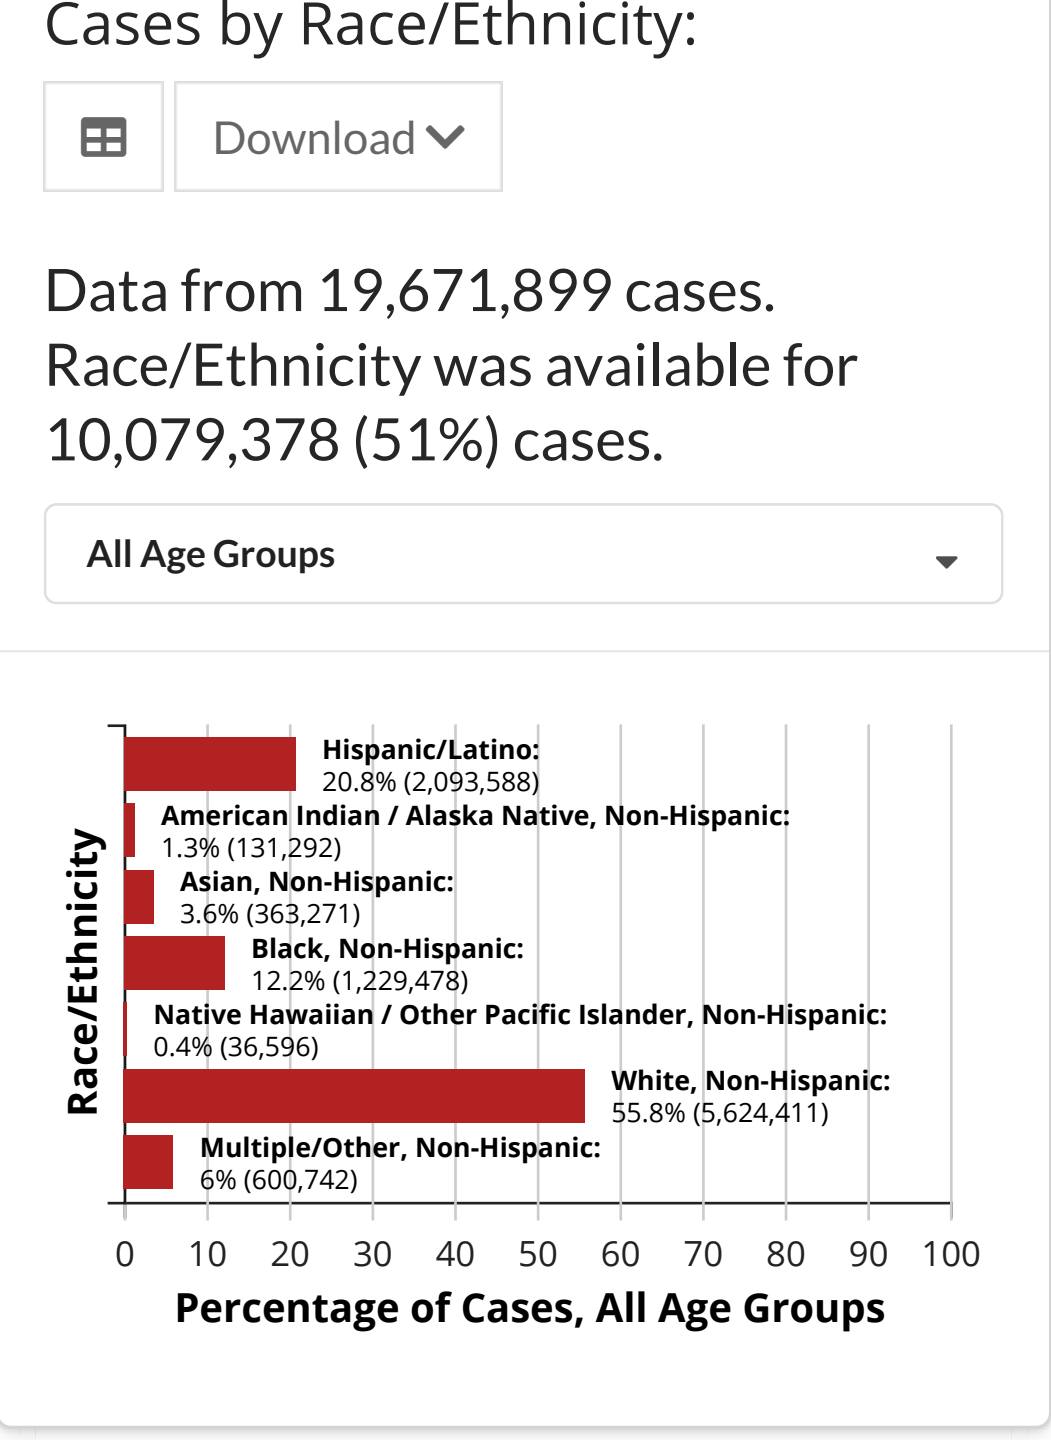 Cases by Race/Ethnicity:
Download
Data from 19,671,899 cases.
Race/Ethnicity was available for
10,079,378 (51%) cases.
All Age Groups
Race/Ethnicity
Hispanic/Latino:
20.8% (2,093,588)
American Indian / Alaska Native, Non-Hispanic:
1.3% (131,292)
Asian, Non-Hispanic:
3.6% (363,271)
Black, Non-Hispanic:
12.2% (1,229,478)
Native Hawaiian / Other Pacific Islander, Non-Hispanic:
0.4% (36,596)
White, Non-Hispanic:
55.8% (5,624,411)
Multiple/Other, Non-Hispanic:
6% (600,742)
0 10 20 30 40 50 60 70 80 90 100
Percentage of Cases, All Age Groups